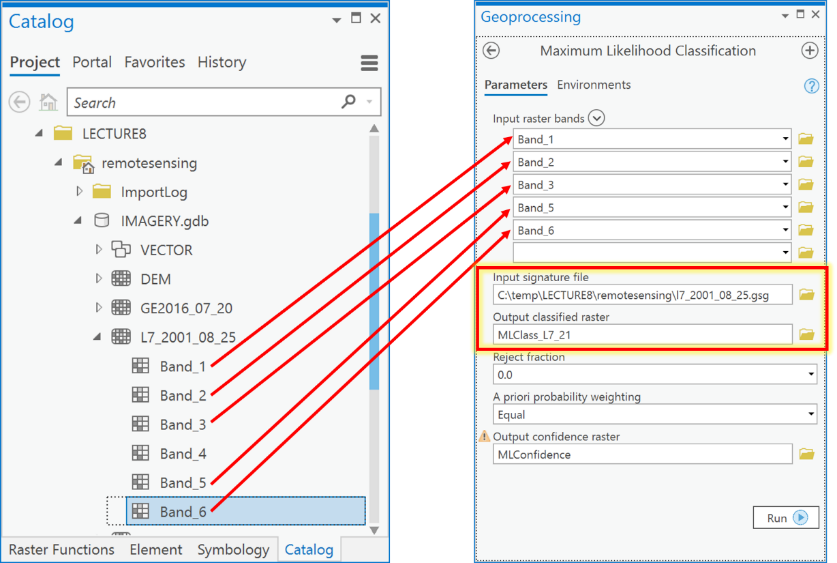 Catalog
Project Portal Favorites History
Search
LECTURE8
remotesensing
ImportLog
IMAGERY.gdb
VECTOR
DEM
GE2016_07_20
L7_2001_08_25
Band_1
Band_2
Band_3
Band_4
Band_5
Band_6
Raster Functions Element Symbology Catalog
Geoprocessing
Maximum Likelihood Classification
Parameters Environments
?
Input raster bands
Band_1
Band_2
Band_3
Band_5
Band_6
Input signature file
C:\temp\LECTURE8\remotesensing\l7_2001_08_25.gsg
Output classified raster
MLClass_L7_21
Reject fraction
0.0
A priori probability weighting
Equal
Output confidence raster
MLConfidence
Run